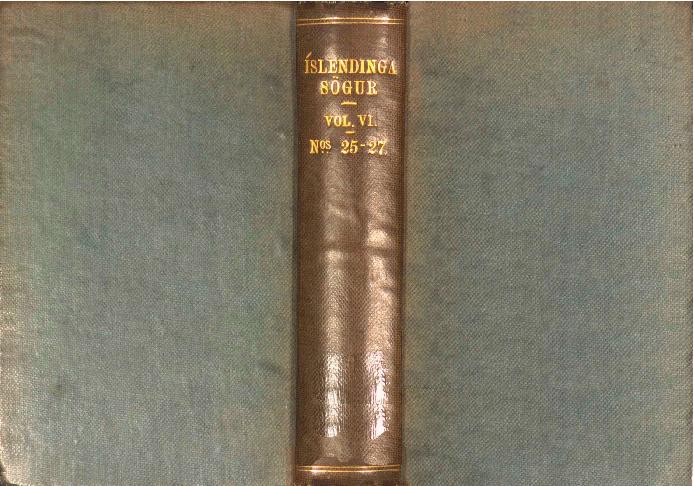 ÍSLENDINGA
SÖGUR
VOL. VI.
Nos. 25-27.